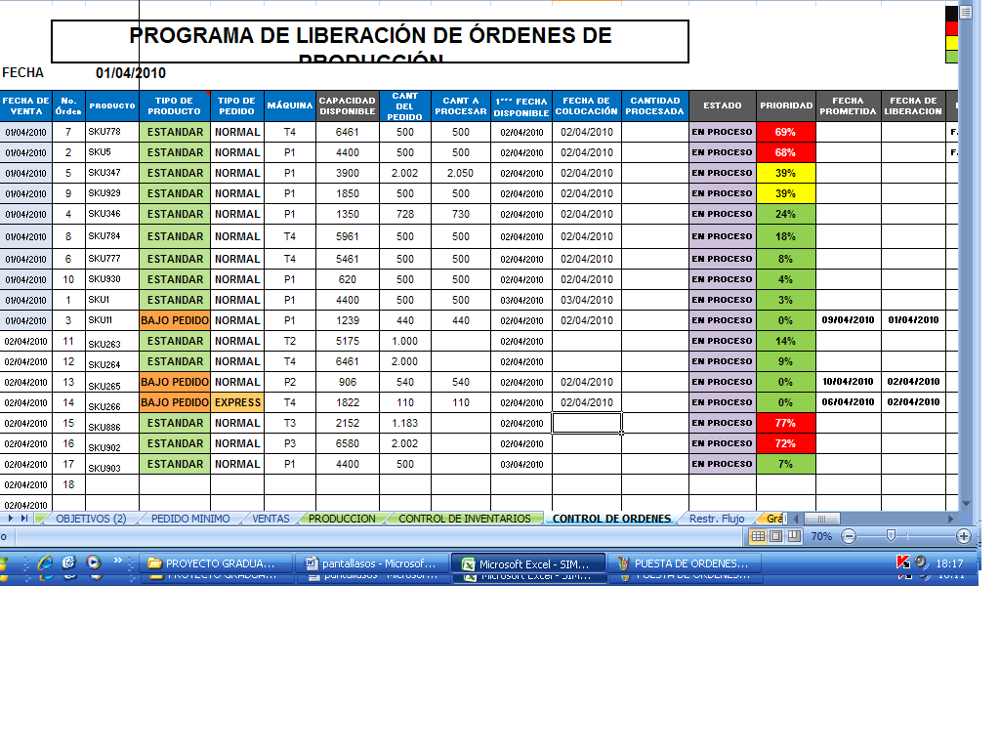 PROGRAMA DE LIBERACIÓN DE ÓRDENES DE
PRODUCCIÓN
FECHA 01/04/2010
FECHA DE VENTA No. Órden PRODUCTO TIPO DE PRODUCTO TIPO DE PEDIDO MÁQUINA CAPACIDAD DISPONIBLE CANT DEL PEDIDO CANT A PROCESAR 1°°° FECHA DISPONIBLE FECHA DE COLOCACIÓN CANTIDAD PROCESADA ESTADO PRIORIDAD FECHA PROMETIDA FECHA DE LIBERACION
01/04/2010 7 SKU778 ESTANDAR NORMAL T4 6461 500 500 02/04/2010 02/04/2010 EN PROCESO 69% F.
01/04/2010 2 SKU5 ESTANDAR NORMAL P1 4400 500 500 02/04/2010 02/04/2010 EN PROCESO 68% F.
01/04/2010 5 SKU347 ESTANDAR NORMAL P1 3900 2.002 2.050 02/04/2010 02/04/2010 EN PROCESO 39%
01/04/2010 9 SKU929 ESTANDAR NORMAL P1 1850 500 500 02/04/2010 02/04/2010 EN PROCESO 39%
01/04/2010 4 SKU346 ESTANDAR NORMAL P1 1350 728 730 02/04/2010 02/04/2010 EN PROCESO 24%
01/04/2010 8 SKU784 ESTANDAR NORMAL T4 5961 500 500 02/04/2010 02/04/2010 EN PROCESO 18%
01/04/2010 6 SKU777 ESTANDAR NORMAL T4 5461 500 500 02/04/2010 02/04/2010 EN PROCESO 8%
01/04/2010 10 SKU930 ESTANDAR NORMAL P1 620 500 500 02/04/2010 02/04/2010 EN PROCESO 4%
01/04/2010 1 SKU1 ESTANDAR NORMAL P1 4400 500 500 03/04/2010 03/04/2010 EN PROCESO 3%
01/04/2010 3 SKU11 BAJO PEDIDO NORMAL P1 1239 440 440 02/04/2010 02/04/2010 EN PROCESO 0% 09/04/2010 01/04/2010
02/04/2010 11 SKU263 ESTANDAR NORMAL T2 5175 1.000 02/04/2010 EN PROCESO 14%
02/04/2010 12 SKU264 ESTANDAR NORMAL T4 6461 2.000 02/04/2010 EN PROCESO 9%
02/04/2010 13 SKU265 BAJO PEDIDO NORMAL P2 906 540 540 02/04/2010 02/04/2010 EN PROCESO 0% 10/04/2010 02/04/2010
02/04/2010 14 SKU266 BAJO PEDIDO EXPRESS T4 1822 110 110 02/04/2010 02/04/2010 EN PROCESO 0% 06/04/2010 02/04/2010
02/04/2010 15 SKU886 ESTANDAR NORMAL T3 2152 1.183 02/04/2010 EN PROCESO 77%
02/04/2010 16 SKU902 ESTANDAR NORMAL P3 6580 2.002 02/04/2010 EN PROCESO 72%
02/04/2010 17 SKU903 ESTANDAR NORMAL P1 4400 500 03/04/2010 EN PROCESO 7%
02/04/2010 18
02/04/2010
OBJETIVOS (2) PEDIDO MINIMO VENTAS PRODUCCION CONTROL DE INVENTARIOS CONTROL DE ORDENES Restr. Flujo Grá
o 70%
PROYECTO GRADUA... pantallasos - Microsof... Microsoft Excel - SIM... PUESTA DE ORDENES... 18:17